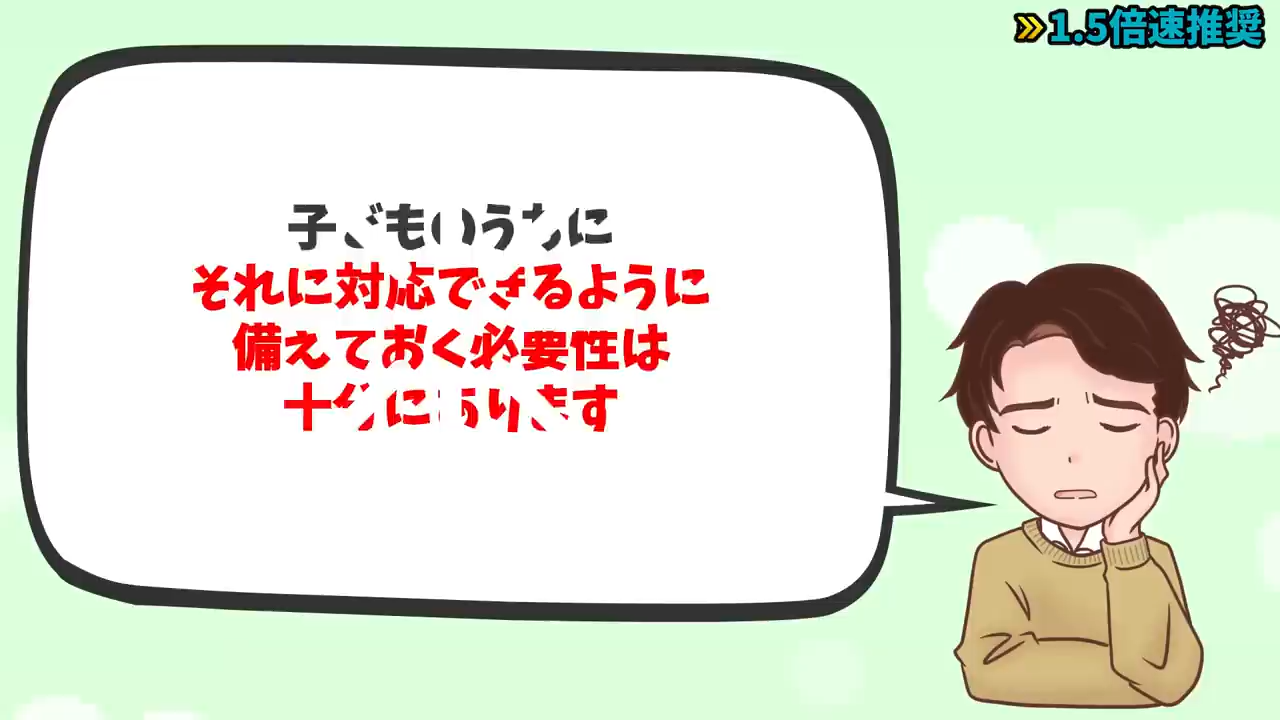 1.5倍速推奨
子どものうちに
それに対応できるように
備えておく必要性は
十分にあります